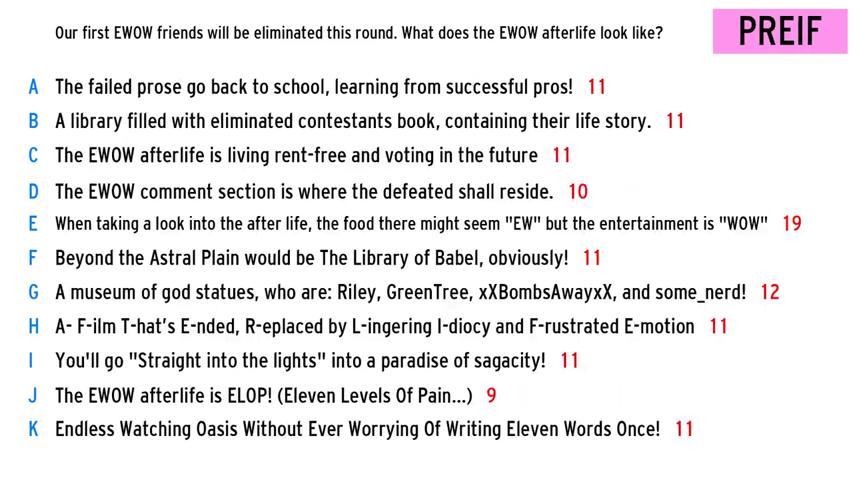 Our first EWOW friends will be eliminated this round. What does the EWOW afterlife look like?
PREIF
A The failed prose go back to school, learning from successful pros! 11
B A library filled with eliminated contestants book, containing their life story. 11
C The EWOW afterlife is living rent-free and voting in the future 11
D The EWOW comment section is where the defeated shall reside. 10
E When taking a look into the after life, the food there might seem "EW" but the entertainment is "WOW" 19
F Beyond the Astral Plain would be The Library of Babel, obviously! 11
G A museum of god statues, who are: Riley, GreenTree, xXBombsAwayxX, and some_nerd! 12
H A- F-ilm T-hat's E-nded, R-eplaced by L-ingering I-diocy and F-rustrated E-motion 11
I You'll go "Straight into the lights" into a paradise of sagacity! 11
J The EWOW afterlife is ELOP! (Eleven Levels Of Pain...) 9
K Endless Watching Oasis Without Ever Worrying Of Writing Eleven Words Once! 11